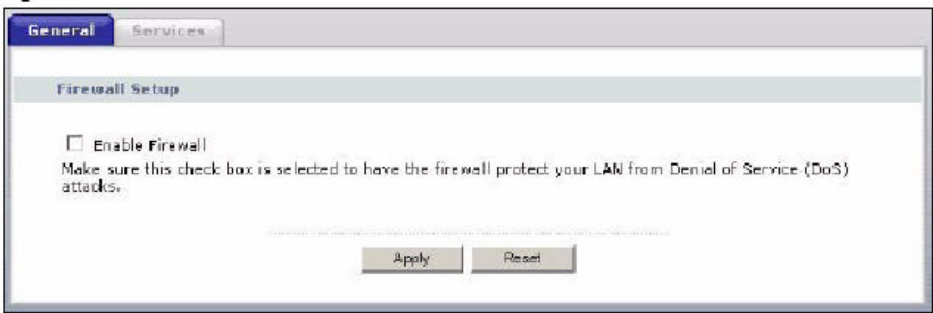 General Services
Firewall Setup
Enable Firewall
Make sure this check box is selected to have the firewall protect your LAN from Denial of Service (DoS)
attacks.
Apply Reset